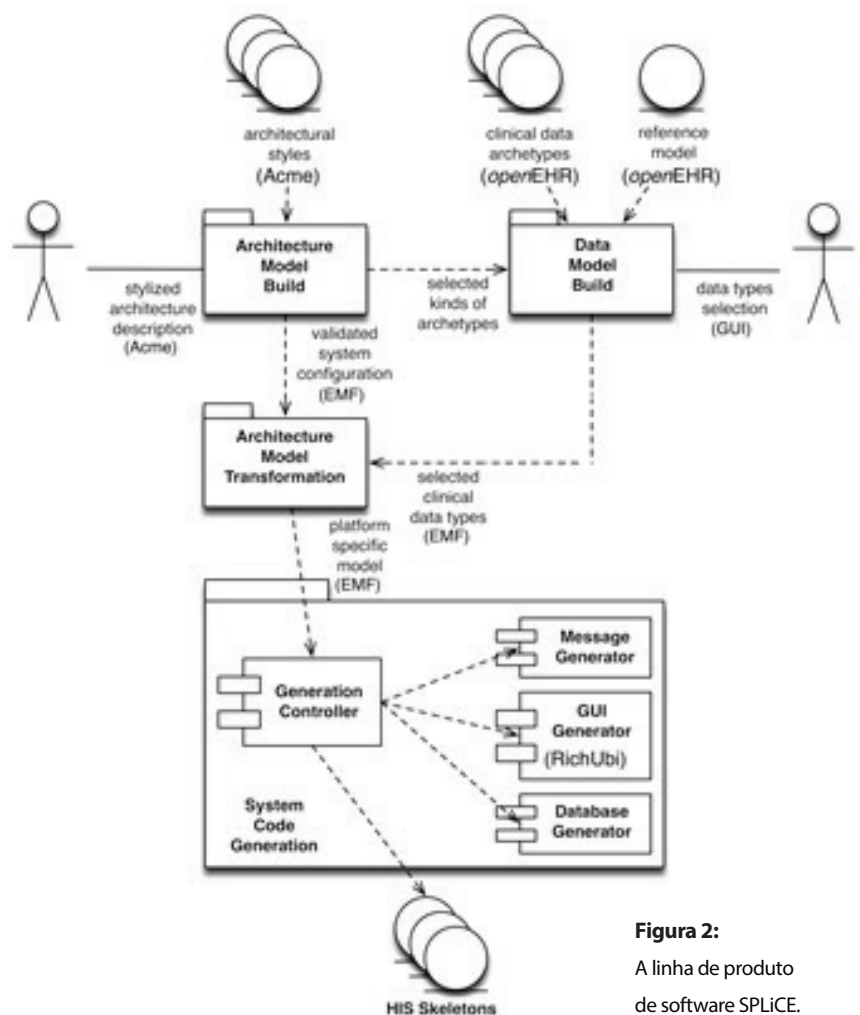 architectural
styles
(Acme)
clinical data
archetypes
(openEHR)
reference
model
(openEHR)
Architecture
Model
Build
Data
Model
Build
stylized
architecture
description
(Acme)
selected
kinds of
archetypes
data types
selection
(GUI)
validated
system
configuration
(EMF)
Architecture
Model
Transformation
selected
clinical
data types
(EMF)
platform
specific
model
(EMF)
Generation
Controller
Message
Generator
GUI
Generator
(RichUbi)
Database
Generator
System
Code
Generation
HIS Skeletons
Figura 2:
A linha de produto
de software SPLiCE.